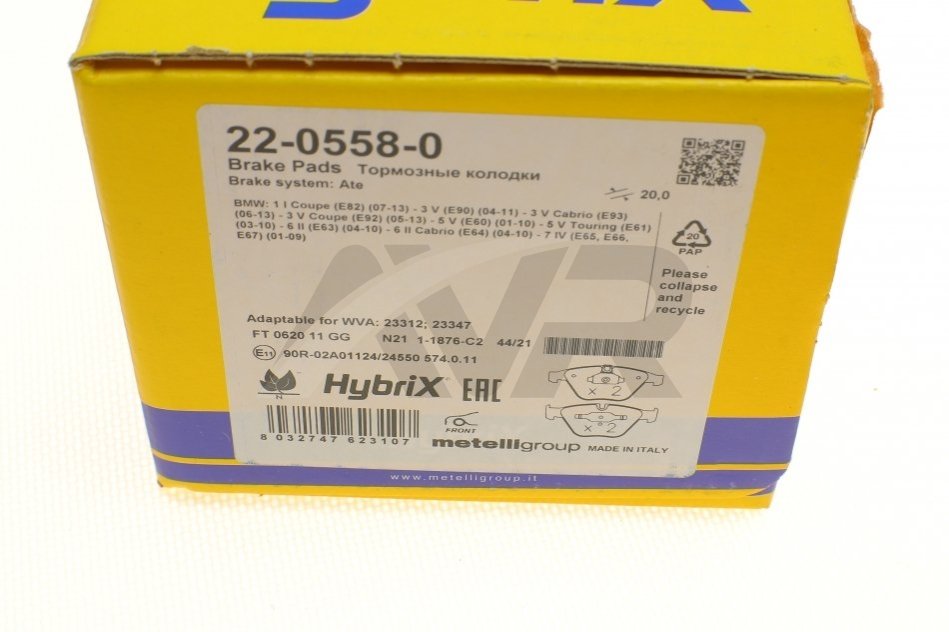 22-0558-0
Brake Pads Тормозные колодки
Brake system: Ate
20,0
BMW: 1 I Coupe (E82) (07-13) - 3 V (E90) (04-11) - 3 V Cabrio (E93)
(06-13) - 3 V Coupe (E92) (05-13) - 5 V (E60) (01-10) - 5 V Touring (E61)
(03-10) - 6 II (E63) (04-10) - 6 II Cabrio (E64) (04-10) - 7 IV (E65, E66,
E67) (01-09)
20
PAP
Please
collapse
and
recycle
AVR
Adaptable for WVA: 23312; 23347
FT 0620 11 GG N21 1-1876-C2 44/21
E11 90R-02A01124/24550 574.0.11
N
HybriX EAC
x 2
x 2
8 032747 623107
FRONT
metelligroup MADE IN ITALY
www.metelligroup.it